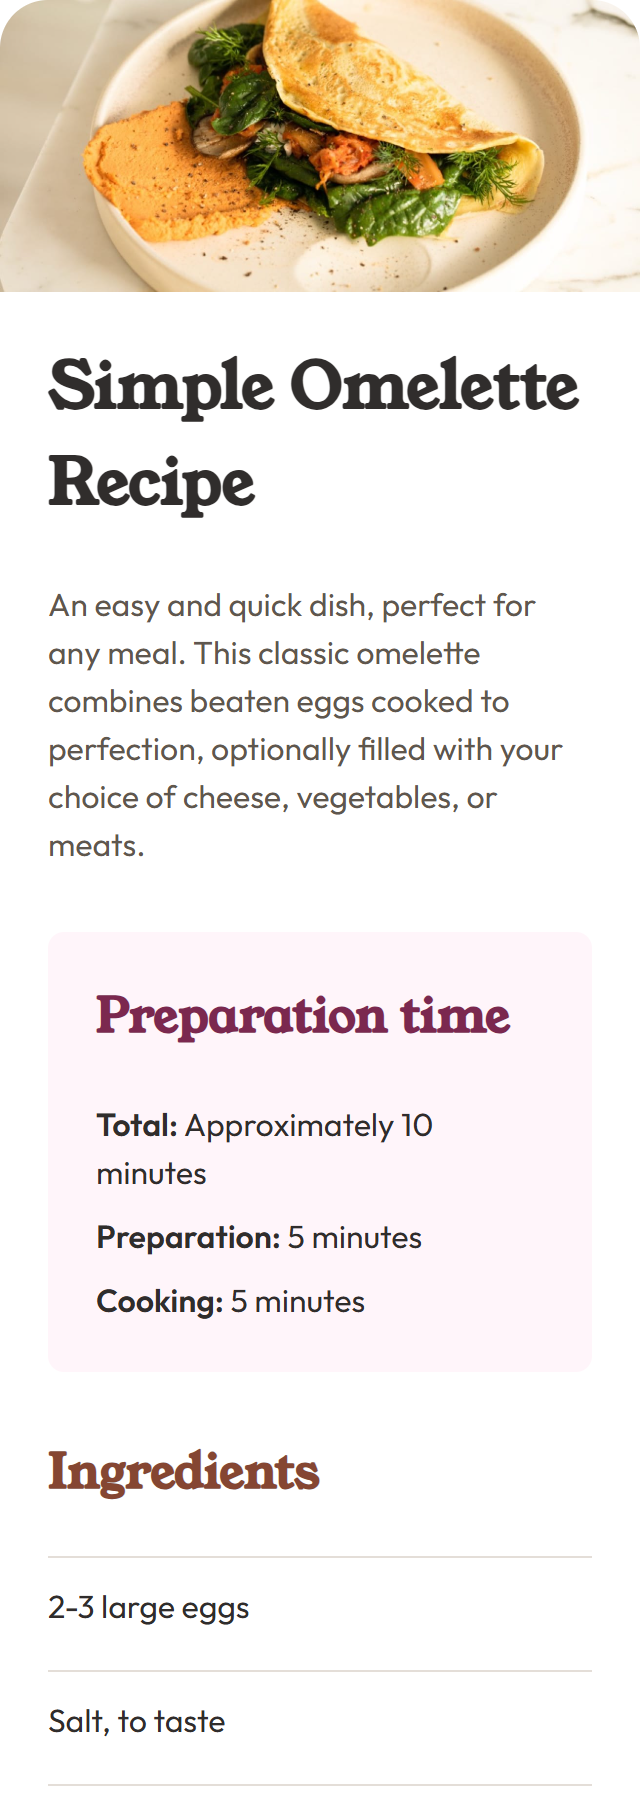 Simple Omelette
Recipe
An easy and quick dish, perfect for
any meal. This classic omelette
combines beaten eggs cooked to
perfection, optionally filled with your
choice of cheese, vegetables, or
meats.
Preparation time
Total: Approximately 10
minutes
Preparation: 5 minutes
Cooking: 5 minutes
Ingredients
2-3 large eggs
Salt, to taste